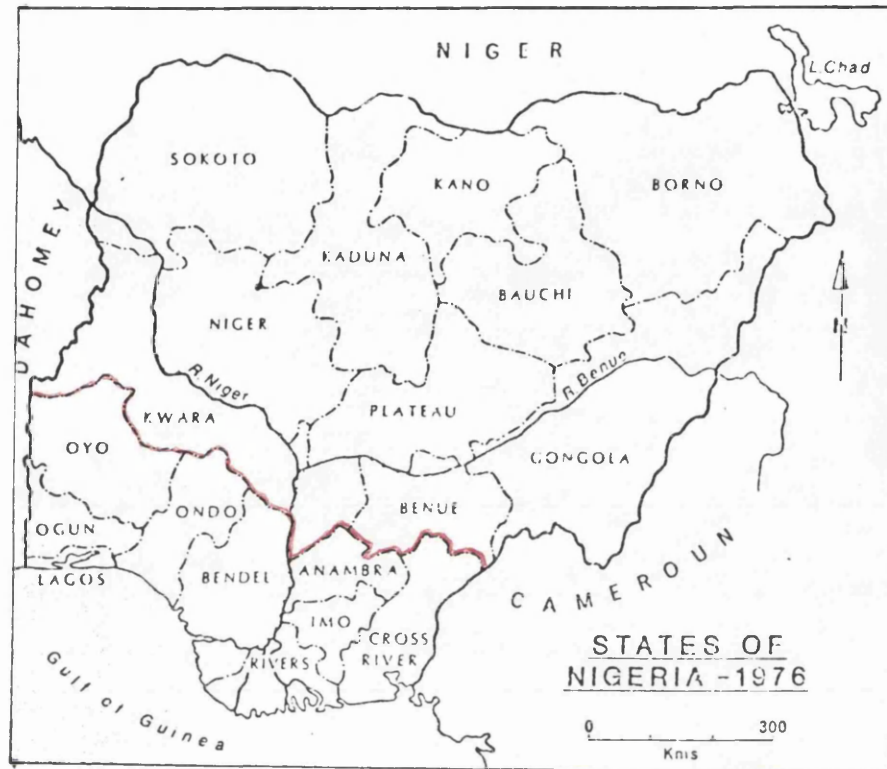 NIGER
L.Chad
SOKOTO
KANO
BORNO
DAHOMEY
KADUNA
BAUCHI
NIGER
N
R.Niger
R.Benue
PLATEAU
KWARA
OYO
GONGOLA
ONDO
BENUE
OGUN
LAGOS
BENDEL
ANAMBRA
CAMEROUN
IMO
CROSS
RIVER
RIVERS
Gulf of Guinea
STATES OF
NIGERIA -1976
0 300
Kms